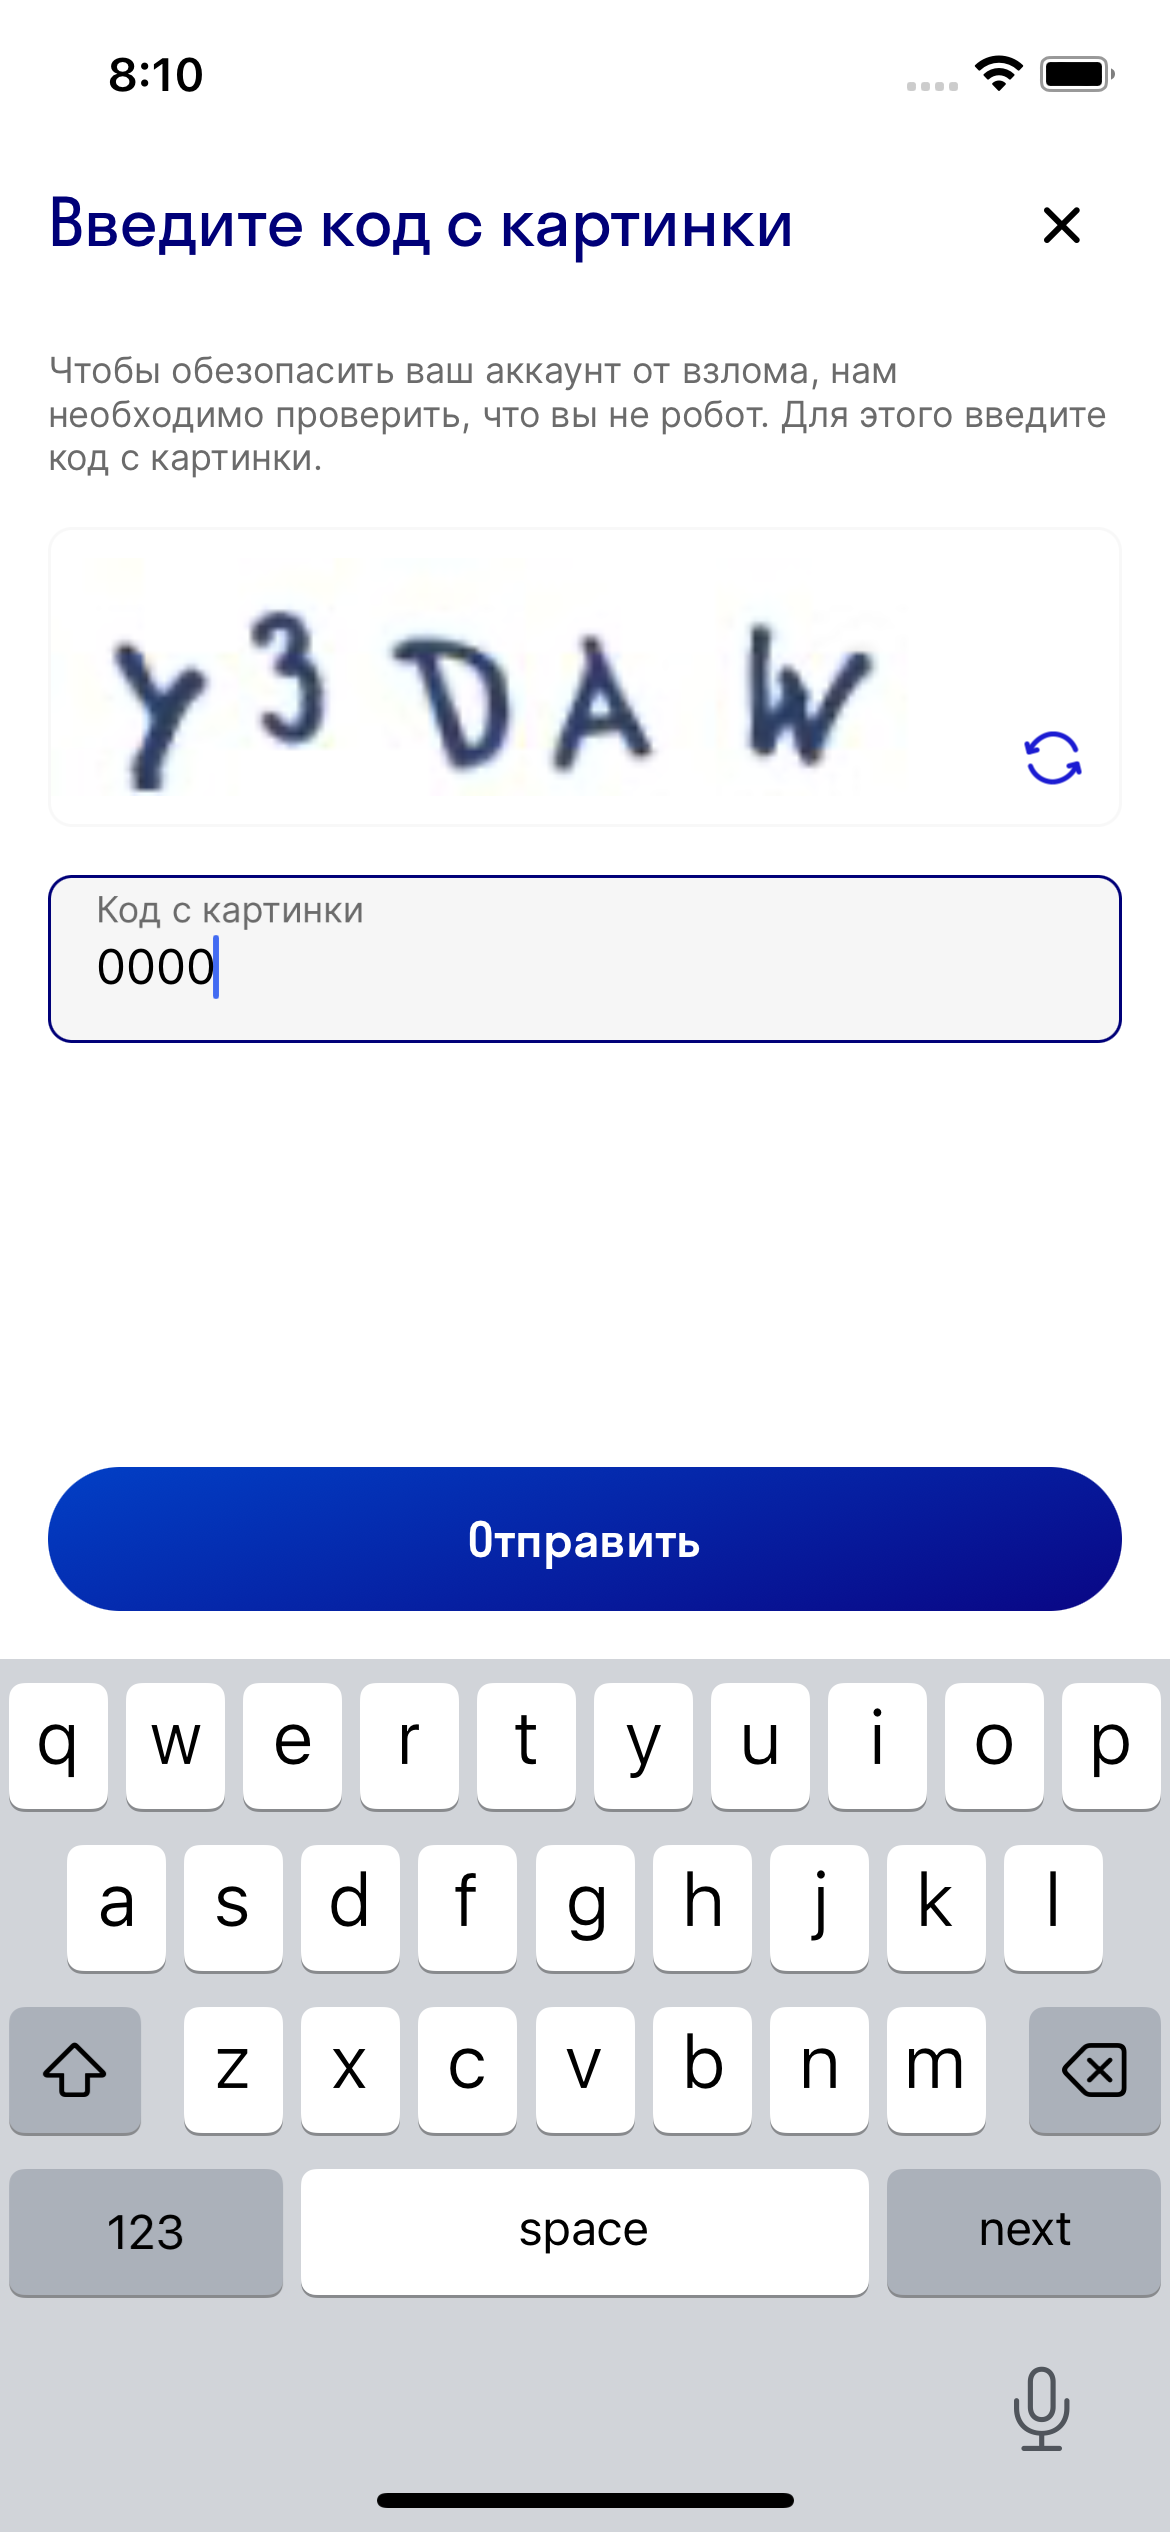 8:10
Введите код с картинки
Чтобы обезопасить ваш аккаунт от взлома, нам
необходимо проверить, что вы не робот. Для этого введите
код с картинки.
Y3DAW
Код с картинки
0000
Отправить
q w e r t y u i o p
a s d f g h j k l
z x c v b n m
123 space next